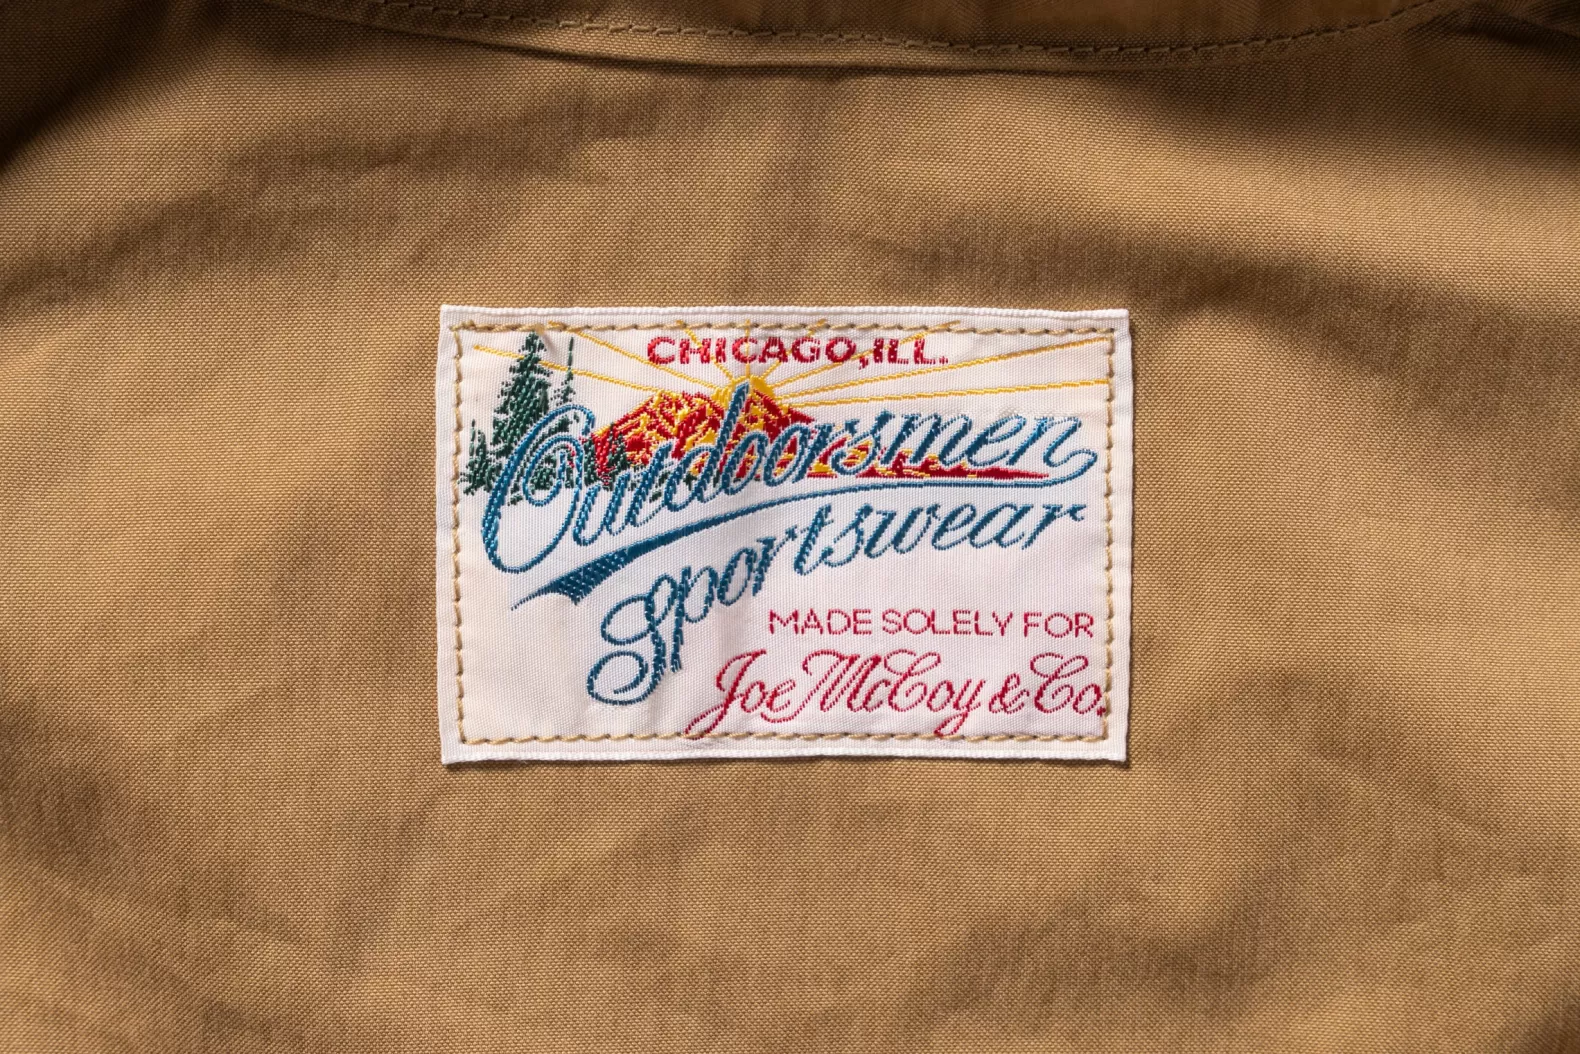 CHICAGO, ILL.
Outdoorsmen
Sportswear
MADE SOLELY FOR
Joe McCoy & Co.